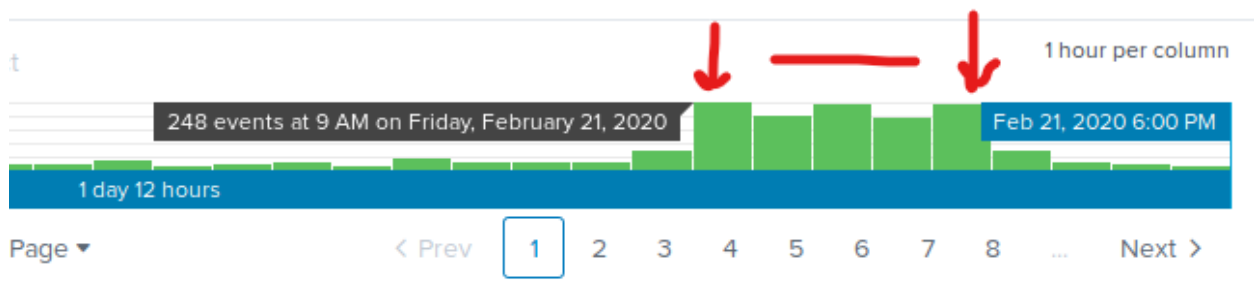 t
1 hour per column
248 events at 9 AM on Friday, February 21, 2020
Feb 21, 2020 6:00 PM
1 day 12 hours
Page
< Prev 1 2 3 4 5 6 7 8 ... Next >